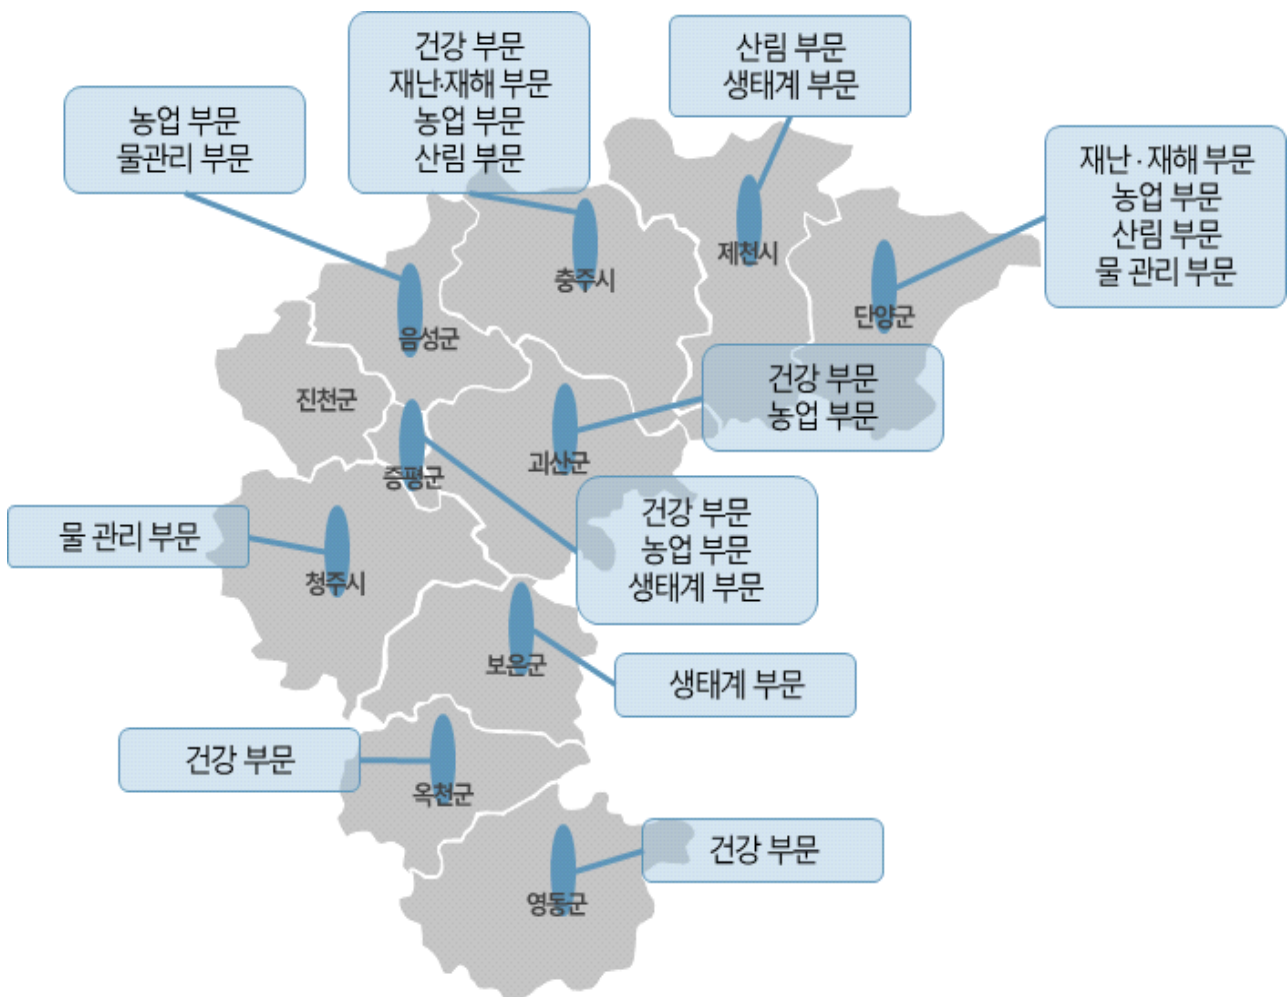 건강 부문
재난·재해 부문
농업 부문
산림 부문
산림 부문
생태계 부문
농업 부문
물관리 부문
재난 · 재해 부문
농업 부문
산림 부문
물 관리 부문
제천시
충주시
단양군
음성군
진천군
건강 부문
농업 부문
괴산군
증평군
건강 부문
농업 부문
생태계 부문
물 관리 부문
청주시
보은군
생태계 부문
건강 부문
옥천군
건강 부문
영동군